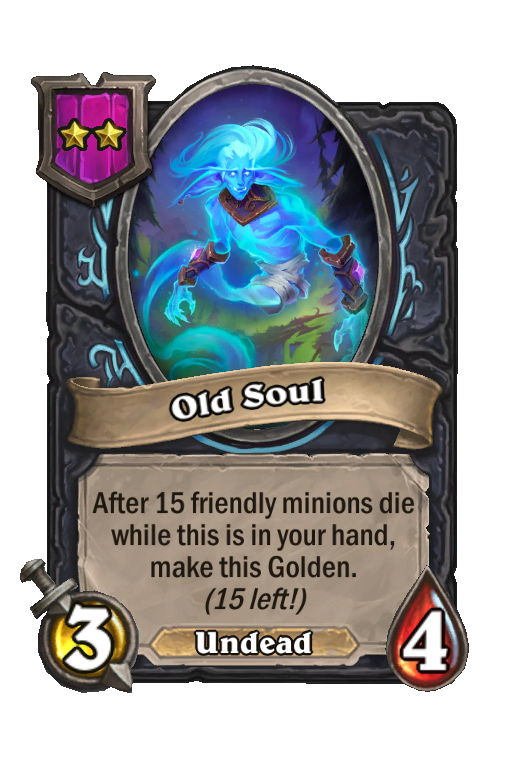 Old Soul
After 15 friendly minions die
while this is in your hand,
make this Golden.
(15 left!)
3
Undead
4